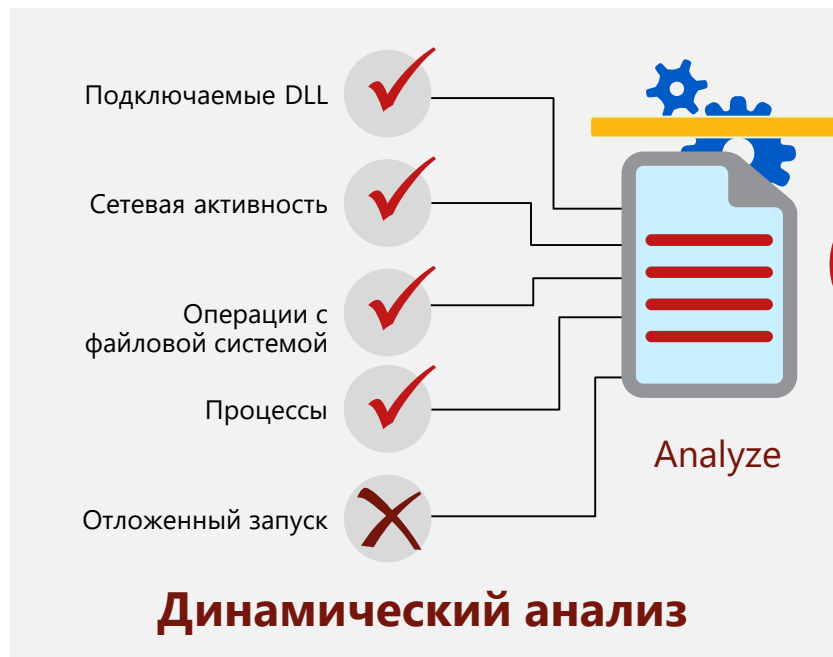 Подключаемые DLL
Сетевая активность
Операции с
файловой системой
Процессы
Отложенный запуск
Analyze
Динамический анализ